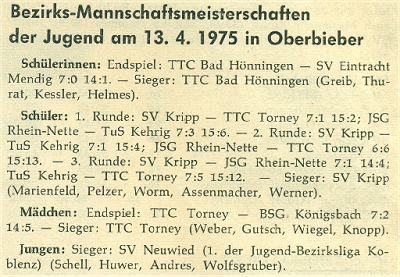 Bezirks-Mannschaftsmeisterschaften
der Jugend am 13. 4. 1975 in Oberbieber
Schülerinnen: Endspiel: TTC Bad Hönningen — SV Eintracht
Mendig 7:0 14:1. — Sieger: TTC Bad Hönningen (Greib, Thu-
rat, Kessler, Helmes).
Schüler: 1. Runde: SV Kripp — TTC Torney 7:1 15:2; JSG
Rhein-Nette — TuS Kehrig 7:3 15:6. — 2. Runde: SV Kripp —
TuS Kehrig 7:1 15:4; JSG Rhein-Nette — TTC Torney 6:6
15:13. — 3. Runde: SV Kripp — JSG Rhein-Nette 7:1 14:4;
TuS Kehrig — TTC Torney 7:5 15:12. — Sieger: SV Kripp
(Marienfeld, Pelzer, Worm, Assenmacher, Werner).
Mädchen: Endspiel: TTC Torney — BSG Königsbach 7:2
14:5. — Sieger: TTC Torney (Weber, Gutsch, Wiegel, Knopp).
Jungen: Sieger: SV Neuwied (1. der Jugend-Bezirksliga Ko-
blenz) (Schell, Huwer, Andres, Wolfsgruber).